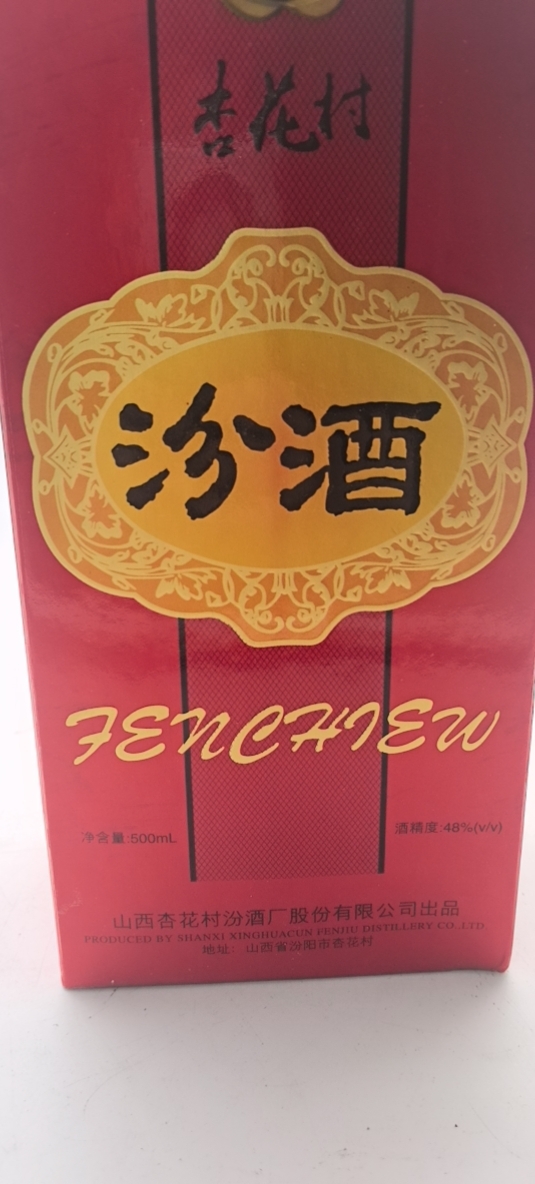 杏花村
汾酒
FENCHIEW
净含量:500mL
酒精度:48%(v/v)
山西杏花村汾酒厂股份有限公司出品
PRODUCED BY SHANXI XINGHUACUN FENJIU DISTILLERY CO.,LTD.
地址: 山西省汾阳市杏花村